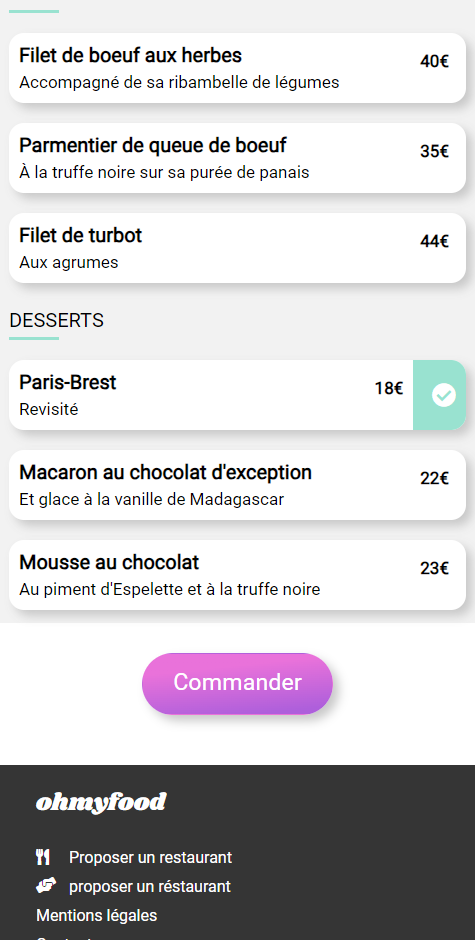 Filet de boeuf aux herbes
40€
Accompagné de sa ribambelle de légumes
Parmentier de queue de boeuf
35€
À la truffe noire sur sa purée de panais
Filet de turbot
44€
Aux agrumes
DESSERTS
Paris-Brest
18€
Revisité
Macaron au chocolat d'exception
22€
Et glace à la vanille de Madagascar
Mousse au chocolat
23€
Au piment d'Espelette et à la truffe noire
Commander
ohmyfood
Proposer un restaurant
proposer un réstaurant
Mentions légales